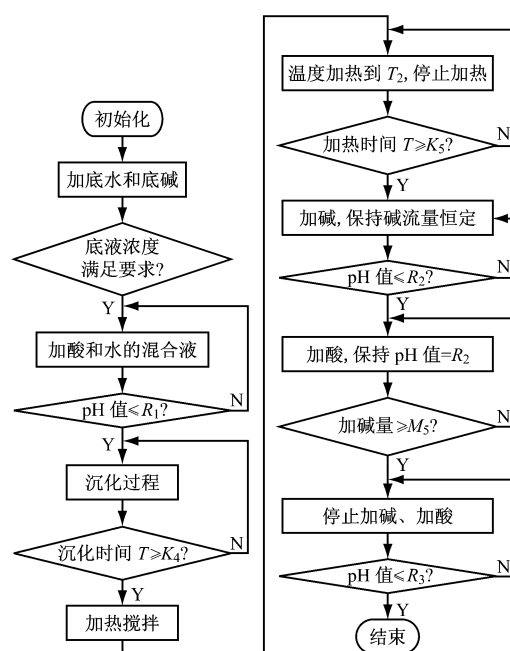 初始化
加底水和底碱
底液浓度
满足要求?
Y
加酸和水的混合液
pH 值≤R₁?
N
Y
沉化过程
沉化时间 T≥K₄?
N
Y
加热搅拌
温度加热到 T₂,停止加热
加热时间 T≥K₅?
N
Y
加碱,保持碱流量恒定
pH 值≤R₂?
N
Y
加酸,保持 pH 值=R₂
加碱量≥M₅?
N
Y
停止加碱、加酸
pH 值≤R₃?
N
Y
结束